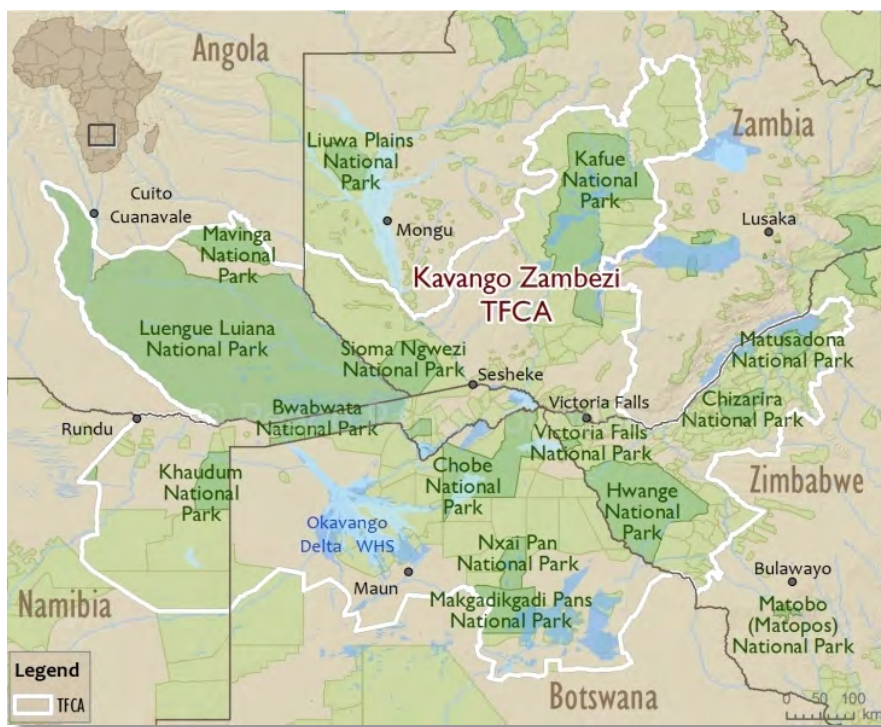 Angola
Zambia
Liuwa Plains
National
Park
Kafue
National
Park
Cuito
Cuanavale
Mavinga
National
Park
Mongu
Lusaka
Kavango Zambezi
TFCA
Luengue Luiana
National Park
Sioma Ngwezi
National Park
Sesheke
Matusadona
National Park
Bwabwata
National Park
Victoria Falls
Chizarira
National Park
Rundu
Victoria Falls
National Park
Khaudum
National
Park
Chobe
National
Park
Hwange
National
Park
Zimbabwe
Okavango
Delta WHS
Nxai Pan
National Park
Maun
Bulawayo
Namibia
Makgadikgadi Pans
National Park
Matobo
(Matopos)
National Park
Legend
TFCA
Botswana
0 50 100
km